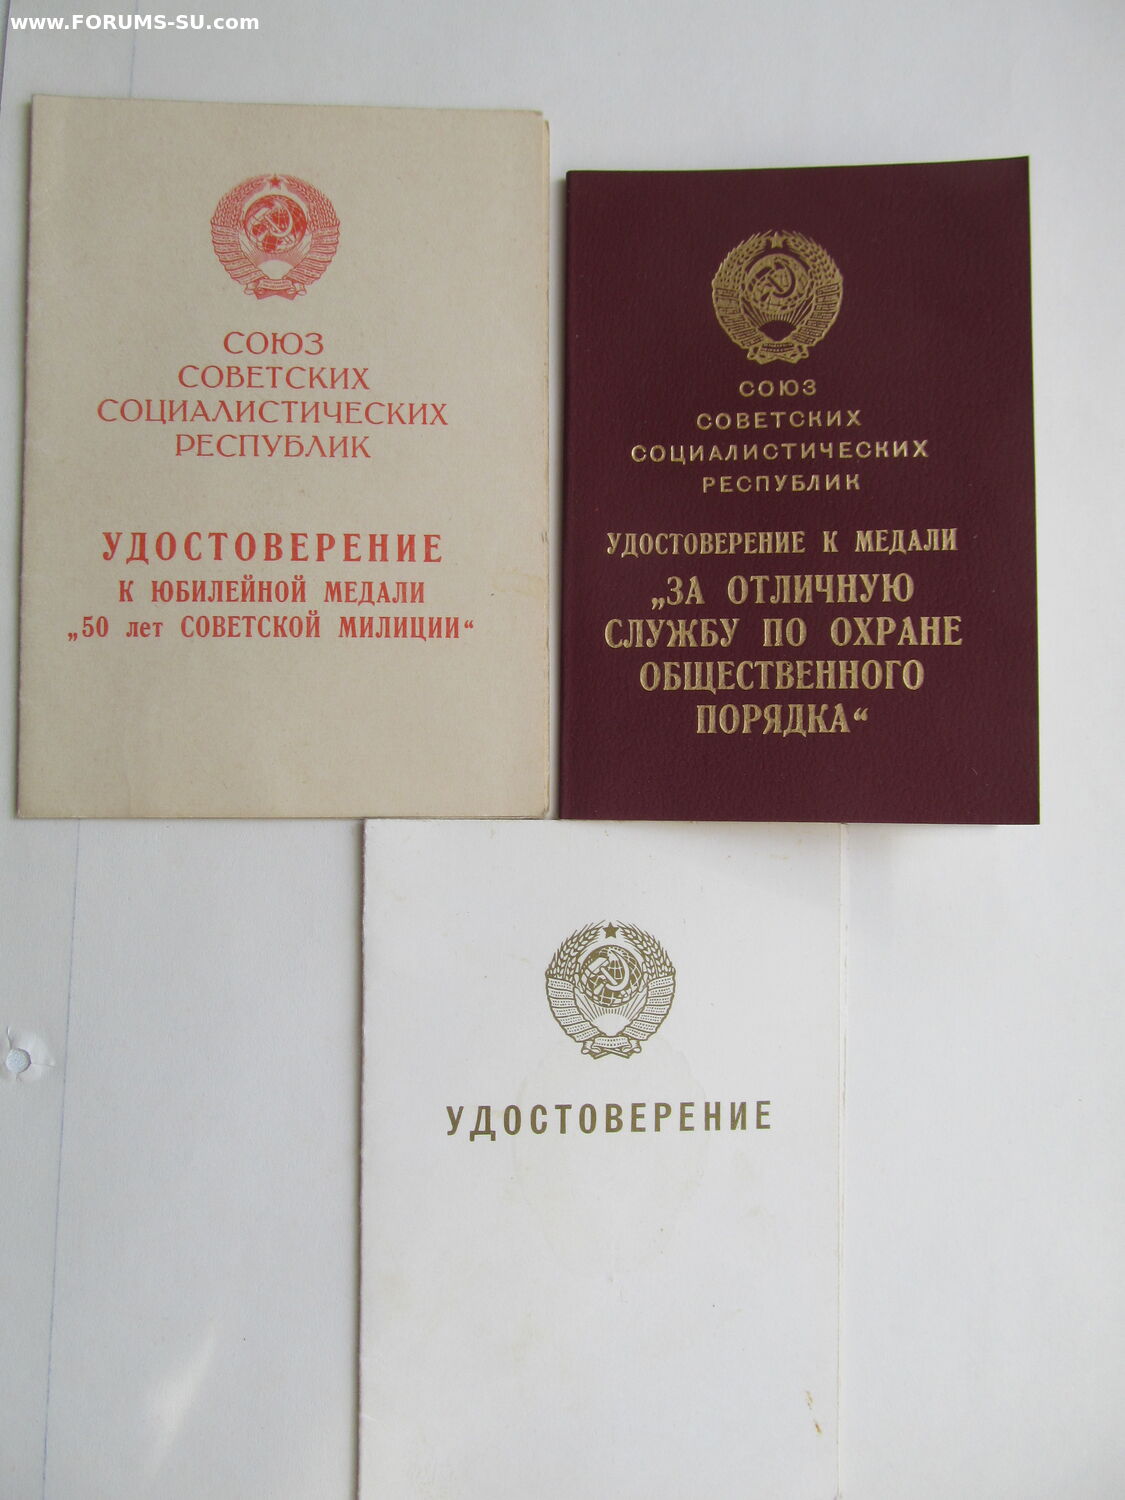 www.FORUMS-SU.com
СОЮЗ
СОВЕТСКИХ
СОЦИАЛИСТИЧЕСКИХ
РЕСПУБЛИК
УДОСТОВЕРЕНИЕ
К ЮБИЛЕЙНОЙ МЕДАЛИ
„50 лет СОВЕТСКОЙ МИЛИЦИИ“
СОЮЗ
СОВЕТСКИХ
СОЦИАЛИСТИЧЕСКИХ
РЕСПУБЛИК
УДОСТОВЕРЕНИЕ К МЕДАЛИ
„ЗА ОТЛИЧНУЮ
СЛУЖБУ ПО ОХРАНЕ
ОБЩЕСТВЕННОГО
ПОРЯДКА“
УДОСТОВЕРЕНИЕ